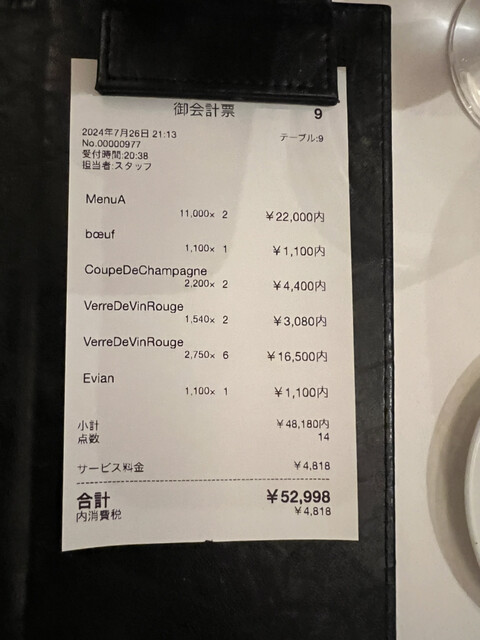 御会計票 9
2024年7月26日 21:13 テーブル:9
No.00000977
受付時間:20:38
担当者:スタッフ
MenuA
11,000× 2 ¥22,000内
bœuf
1,100× 1 ¥1,100内
CoupeDeChampagne
2,200× 2 ¥4,400内
VerreDeVinRouge
1,540× 2 ¥3,080内
VerreDeVinRouge
2,750× 6 ¥16,500内
Evian
1,100× 1 ¥1,100内
小計 ¥48,180内
点数 14
サービス料金 ¥4,818
合計 ¥52,998
内消費税 ¥4,818